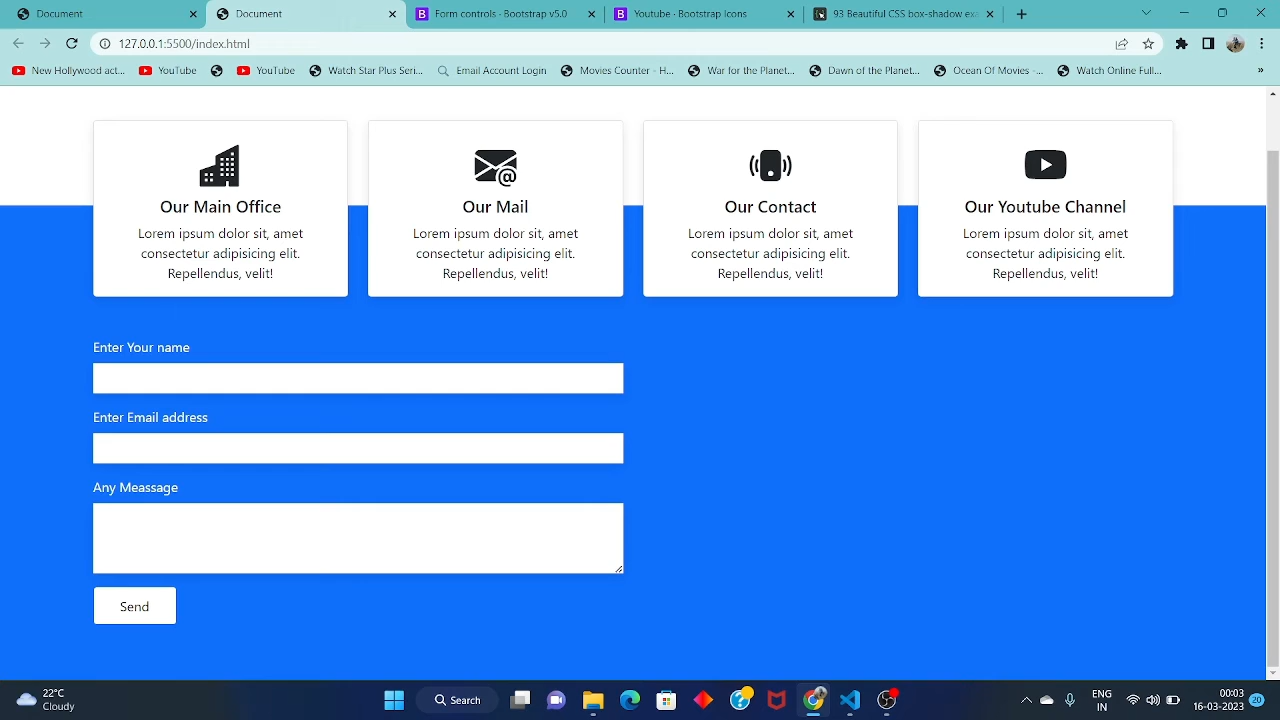 Document
Document
Form controls · Bootstrap v5.0
Youtube · Bootstrap Icons
93 Beautiful CSS box-shadow exa
127.0.0.1:5500/index.html
New Hollywood act...
YouTube
YouTube
Watch Star Plus Seri...
Email Account Login
Movies Counter - H...
War for the Planet...
Dawn of the Planet...
Ocean Of Movies -...
Watch Online Full...
»
Our Main Office
Lorem ipsum dolor sit, amet
consectetur adipisicing elit.
Repellendus, velit!
Our Mail
Lorem ipsum dolor sit, amet
consectetur adipisicing elit.
Repellendus, velit!
Our Contact
Lorem ipsum dolor sit, amet
consectetur adipisicing elit.
Repellendus, velit!
Our Youtube Channel
Lorem ipsum dolor sit, amet
consectetur adipisicing elit.
Repellendus, velit!
Enter Your name
Enter Email address
Any Meassage
Send
22°C
Cloudy
Search
ENG
IN
00:03
16-03-2023
20